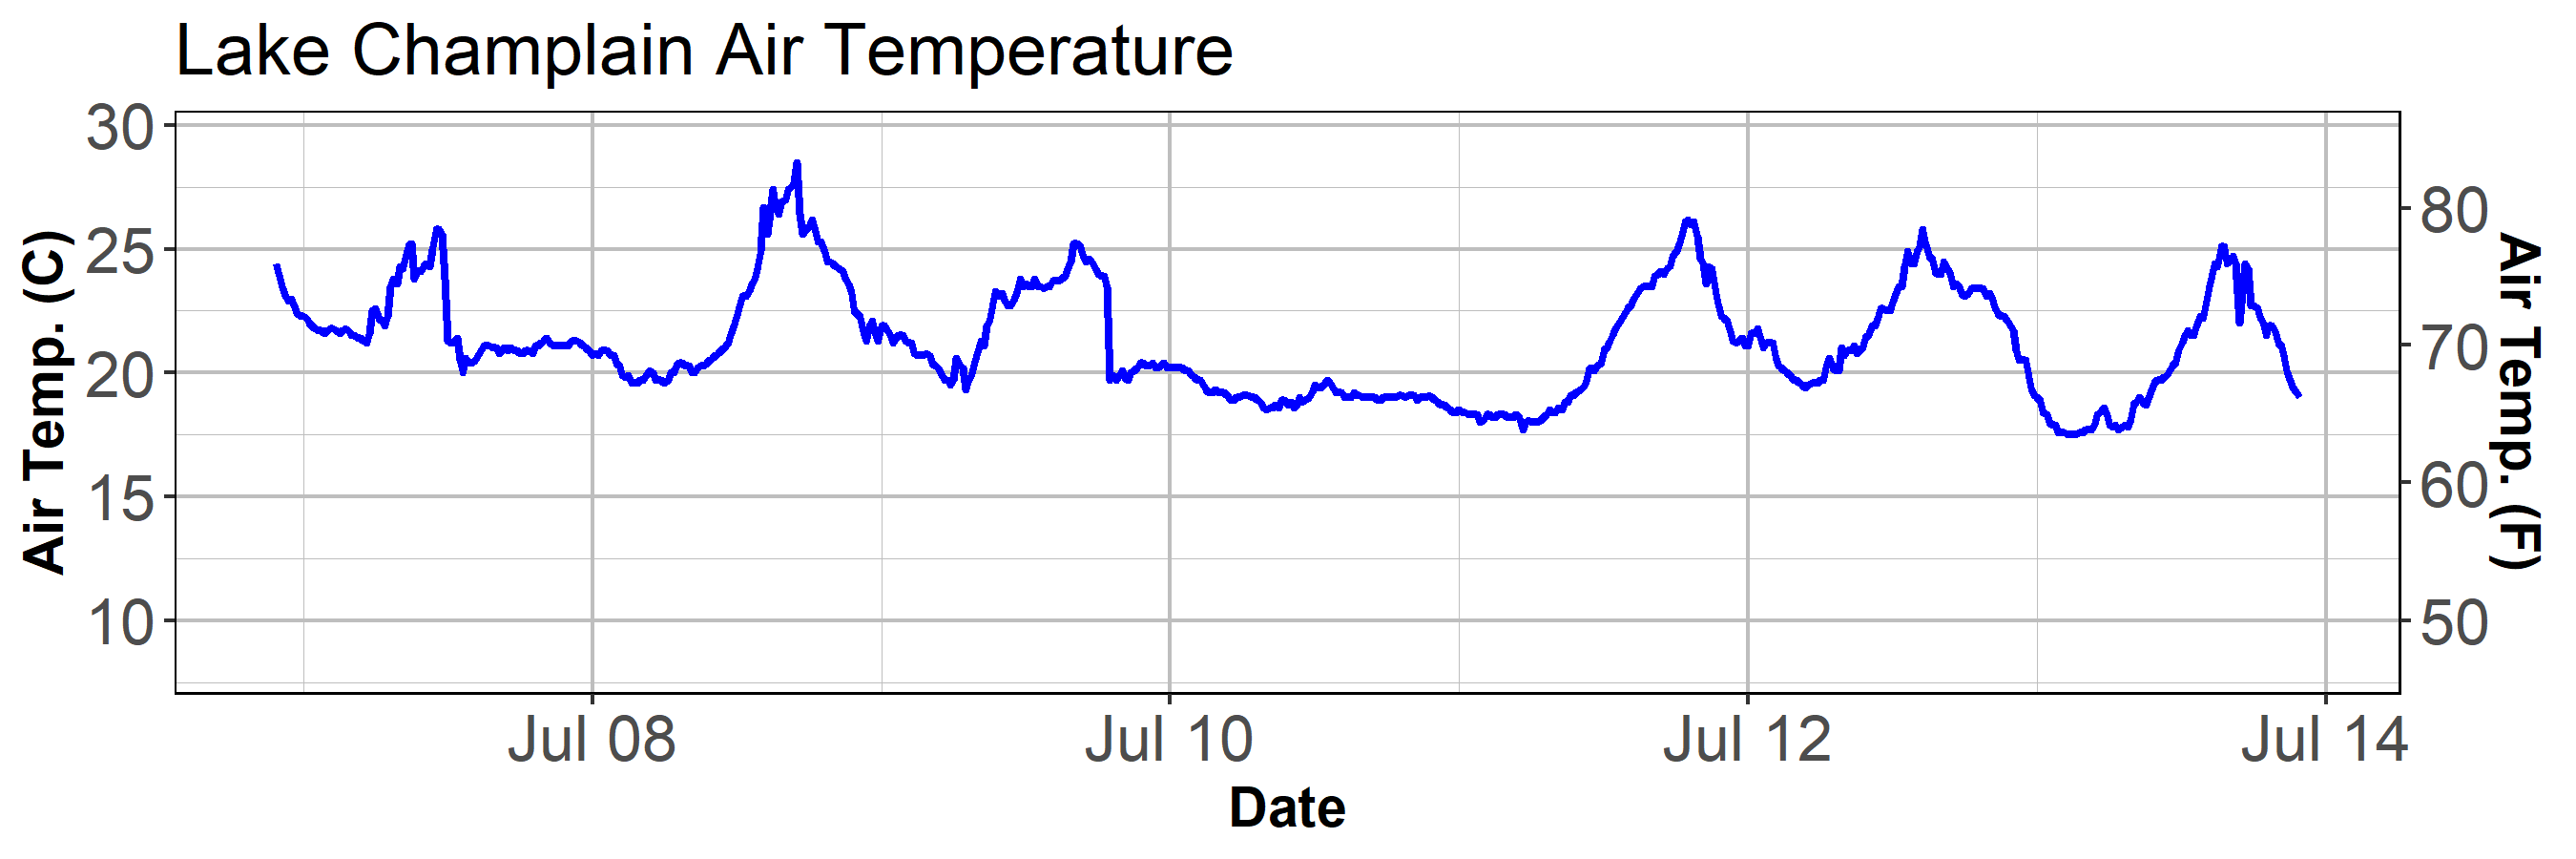 Lake Champlain Air Temperature
Air Temp. (C)
30
25
20
15
10
80
70
60
50
Air Temp. (F)
Jul 08
Jul 10
Jul 12
Jul 14
Date